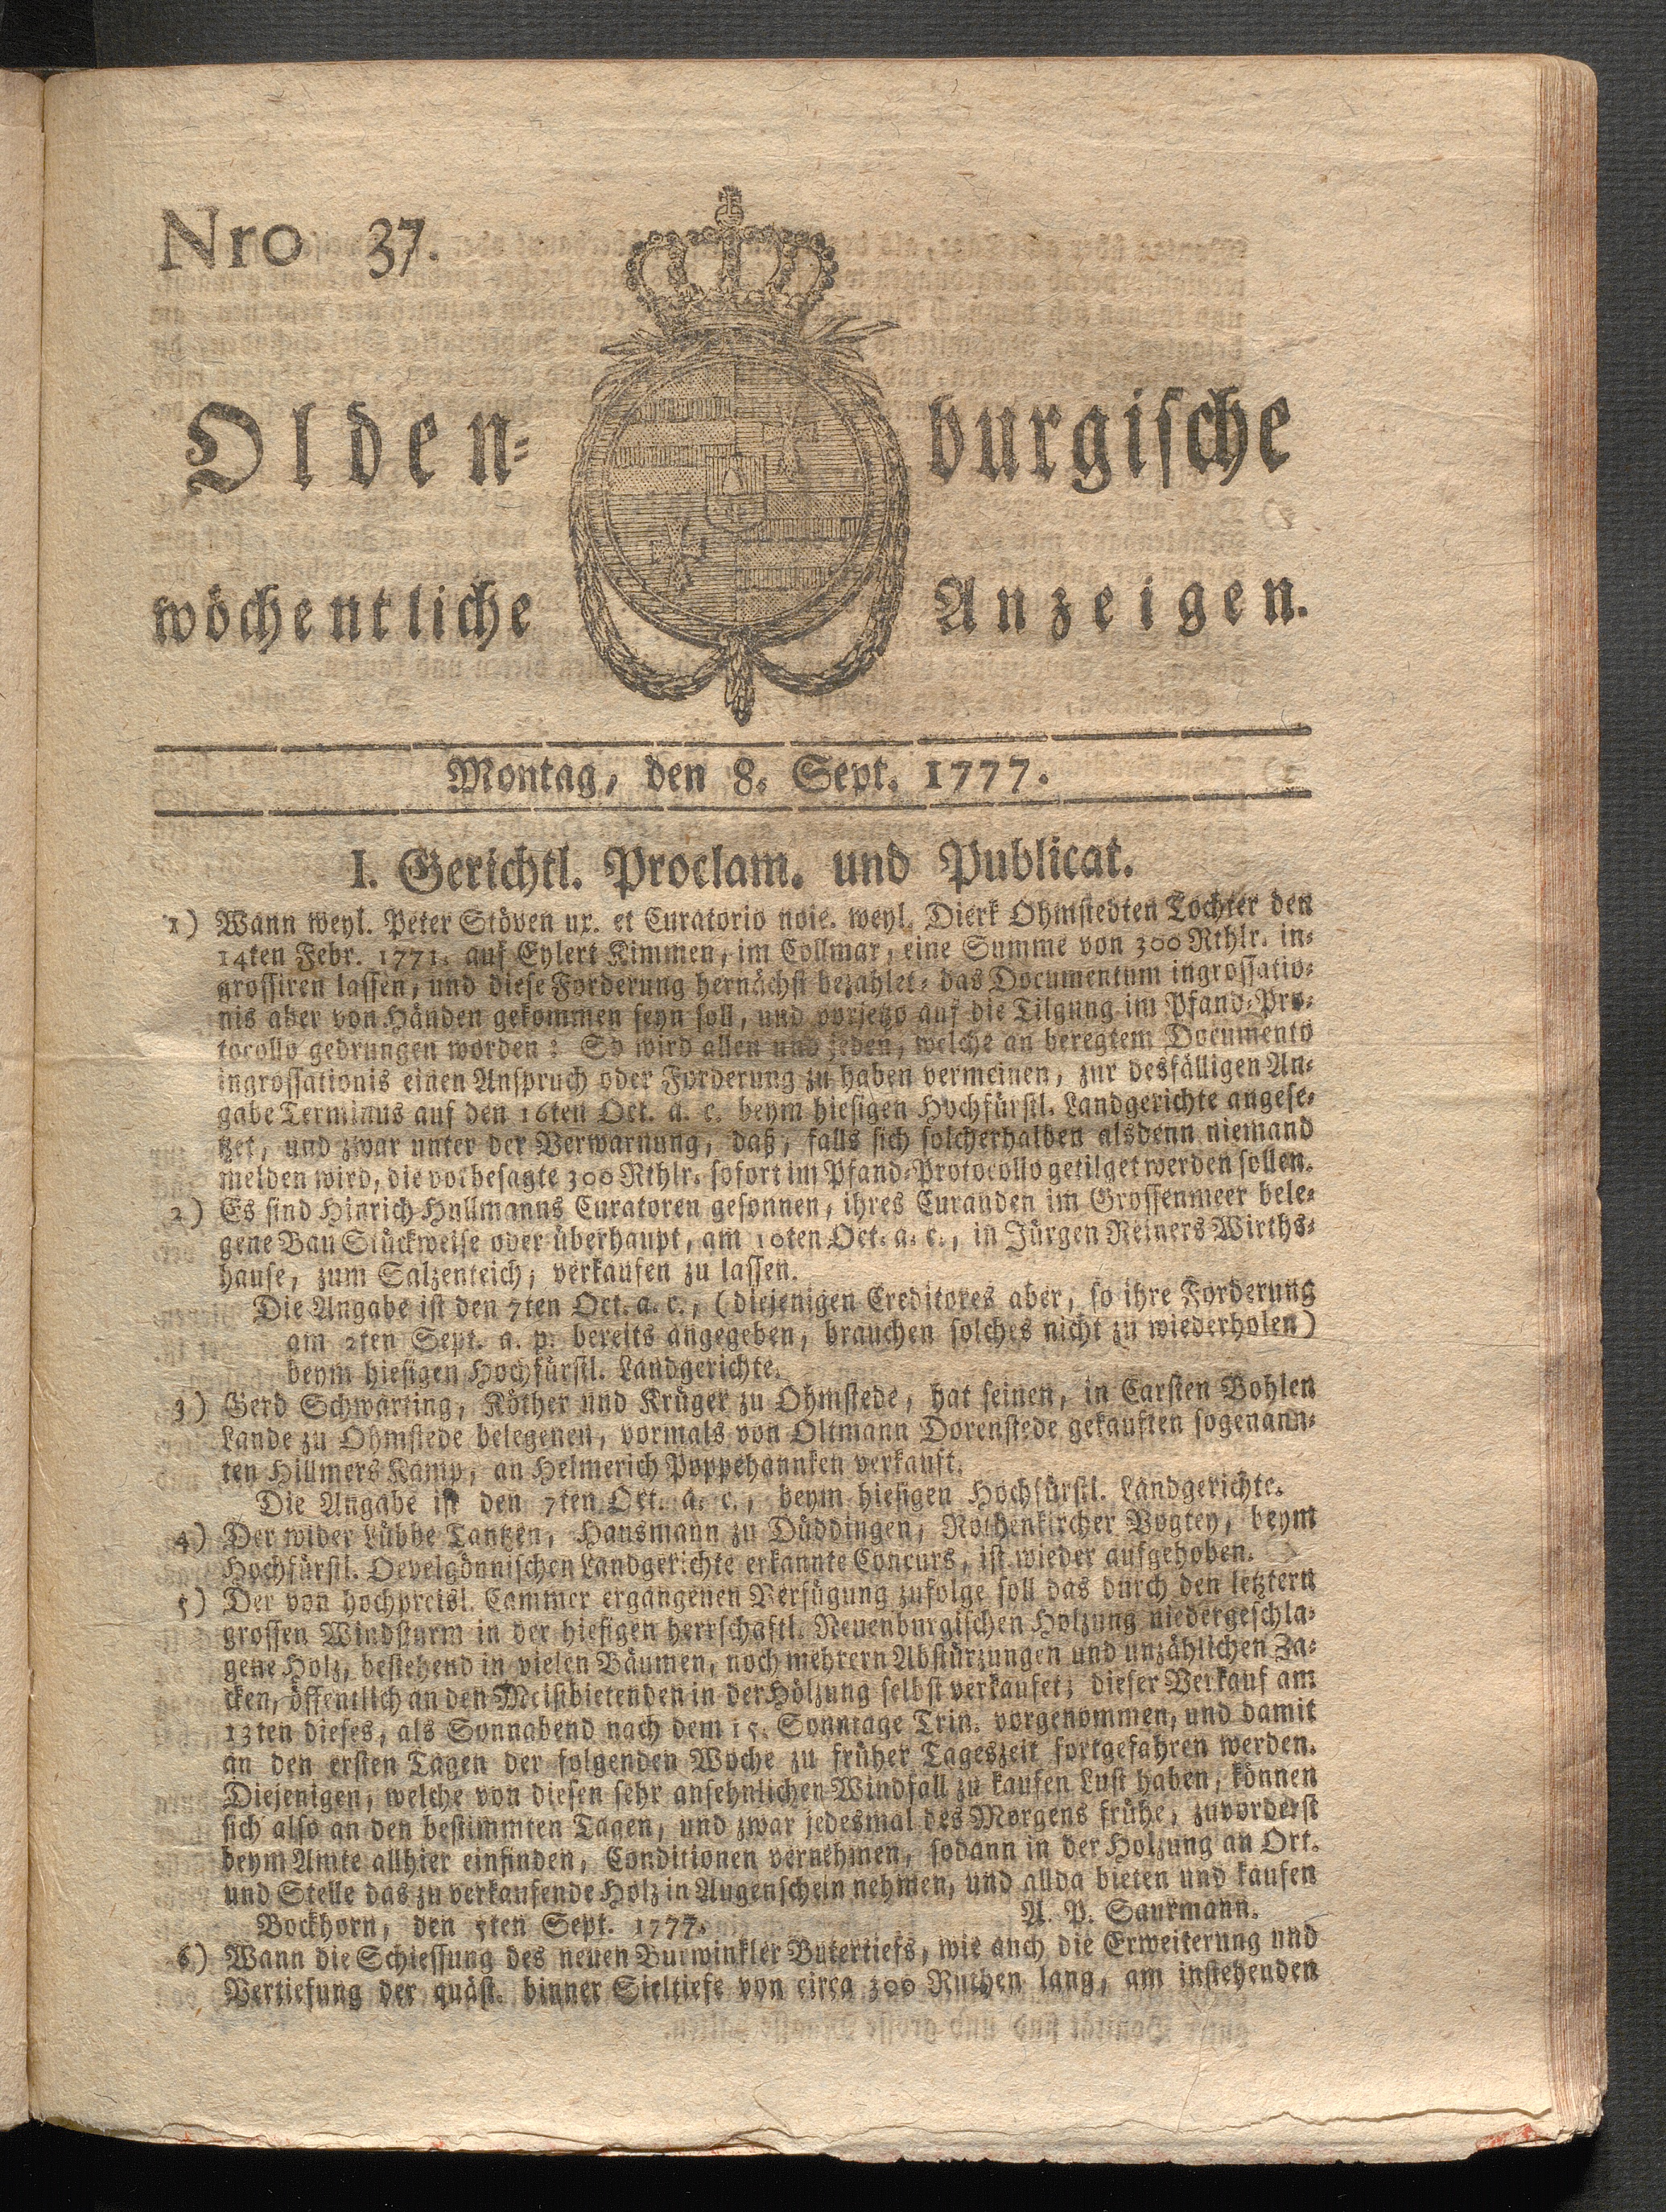 Nro 37.
Olden-burgische
wöchentliche Anzeigen.
Montag, den 8. Sept. 1777.
I. Gerichtl. Proclam. und Publicat.
1) Wann weyl. Peter Stöven ux. et Curatorio noie. weyl. Dierk Ohmstedten Tochter den
14ten Febr. 1771. auf Eylert Kimmen, im Collmar, eine Summe von 300 Rthlr. in-
grossiren lassen, und diese Forderung hernächst bezahlet, das Documentum ingrossatio-
nis aber von Händen gekommen seyn soll, und vorjetzo auf die Tilgung im Pfand-Pro-
tocollo gedrungen worden: So wird allen und jeden, welche an beregtem Documento
ingrossationis einen Anspruch oder Forderung zu haben vermeinen, zur desfälligen An-
gabe Terminus auf den 16ten Oct. a. c. beym hiesigen Hochfürstl. Landgerichte angese-
tzet, und zwar unter der Verwarnung, daß, falls sich solcherhalben alsdenn niemand
melden wird, die vorbesagte 300 Rthlr. sofort im Pfand-Protocollo getilget werden sollen.
2) Es sind Hinrich Hullmanns Curatoren gesonnen, ihres Curanden im Grossenmeer bele-
gene Bau Stückweise oder überhaupt, am 10ten Oct. a. c., in Jürgen Reiners Wirths-
hause, zum Salzenteich, verkaufen zu lassen.
Die Angabe ist den 7ten Oct. a. c., (diejenigen Creditores aber, so ihre Forderung
am 2ten Sept. a. p. bereits angegeben, brauchen solches nicht zu wiederholen)
beym hiesigen Hochfürstl. Landgerichte.
3) Gerd Schwarting, Köther und Krüger zu Ohmstede, hat seinen, in Carsten Bohlen
Lande zu Ohmstede belegenen, vormals von Oltmann Dorenstede gekauften sogenann-
ten Hillmers Kamp, an Helmerich Poppehannken verkauft.
Die Angabe ist den 7ten Oct. a. c., beym hiesigen Hochfürstl. Landgerichte.
4) Der wider Lübbe Tantzen, Hausmann zu Düddingen, Rothenkircher Vogtey, beym
Hochfürstl. Oevelgönnischen Landgerichte erkannte Concurs, ist wieder aufgehoben.
5) Der von hochpreisl. Cammer ergangenen Verfügung zufolge soll das durch den letztern
grossen Windsturm in der hiesigen herrschaftl. Neuenburgischen Holzung niedergeschla-
gene Holz, bestehend in vielen Bäumen, noch mehrern Abstürzungen und unzählichen Za-
cken, öffentlich an den Meistbietenden in der Hölzung selbst verkaufet; dieser Verkauf am
13ten dieses, als Sonnabend nach dem 15. Sonntage Trin. vorgenommen, und damit
an den ersten Tagen der folgenden Woche zu früher Tageszeit fortgefahren werden.
Diejenigen, welche von diesen sehr ansehnlichen Windfall zu kaufen Lust haben, können
sich also an den bestimmten Tagen, und zwar jedesmal des Morgens frühe, zuvorderst
beym Amte allhier einfinden, Conditionen vernehmen, sodann in der Holzung an Ort.
und Stelle das zu verkaufende Holz in Augenschein nehmen, und allda bieten und kaufen
Bockhorn, den 5ten Sept. 1777. A. P. Saurmann.
6) Wann die Schiessung des neuen Burwinkler Butertiefs, wie auch die Erweiterung und
Vertiefung der quäst. binner Sieltiefe von circa 300 Ruthen lang, am instehenden